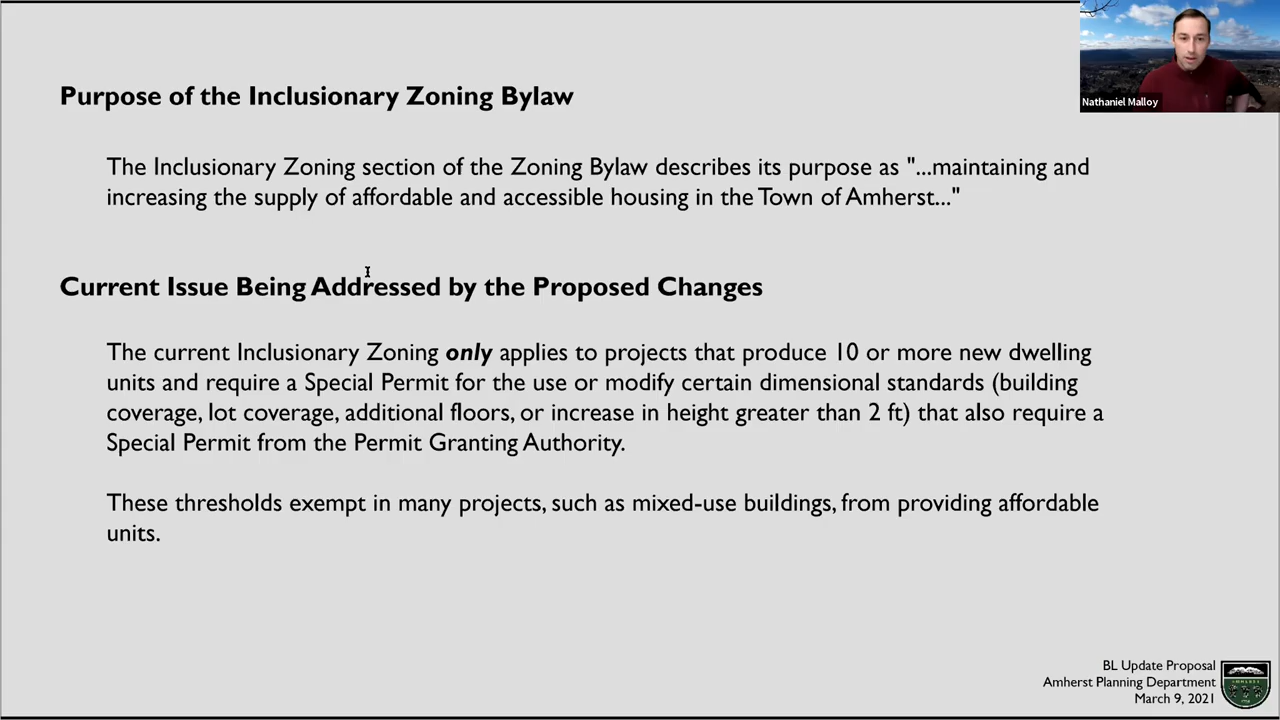 Purpose of the Inclusionary Zoning Bylaw
The Inclusionary Zoning section of the Zoning Bylaw describes its purpose as "...maintaining and
increasing the supply of affordable and accessible housing in the Town of Amherst..."
Current Issue Being Addressed by the Proposed Changes
The current Inclusionary Zoning only applies to projects that produce 10 or more new dwelling
units and require a Special Permit for the use or modify certain dimensional standards (building
coverage, lot coverage, additional floors, or increase in height greater than 2 ft) that also require a
Special Permit from the Permit Granting Authority.
These thresholds exempt in many projects, such as mixed-use buildings, from providing affordable
units.
Nathaniel Malloy
BL Update Proposal
Amherst Planning Department
March 9, 2021